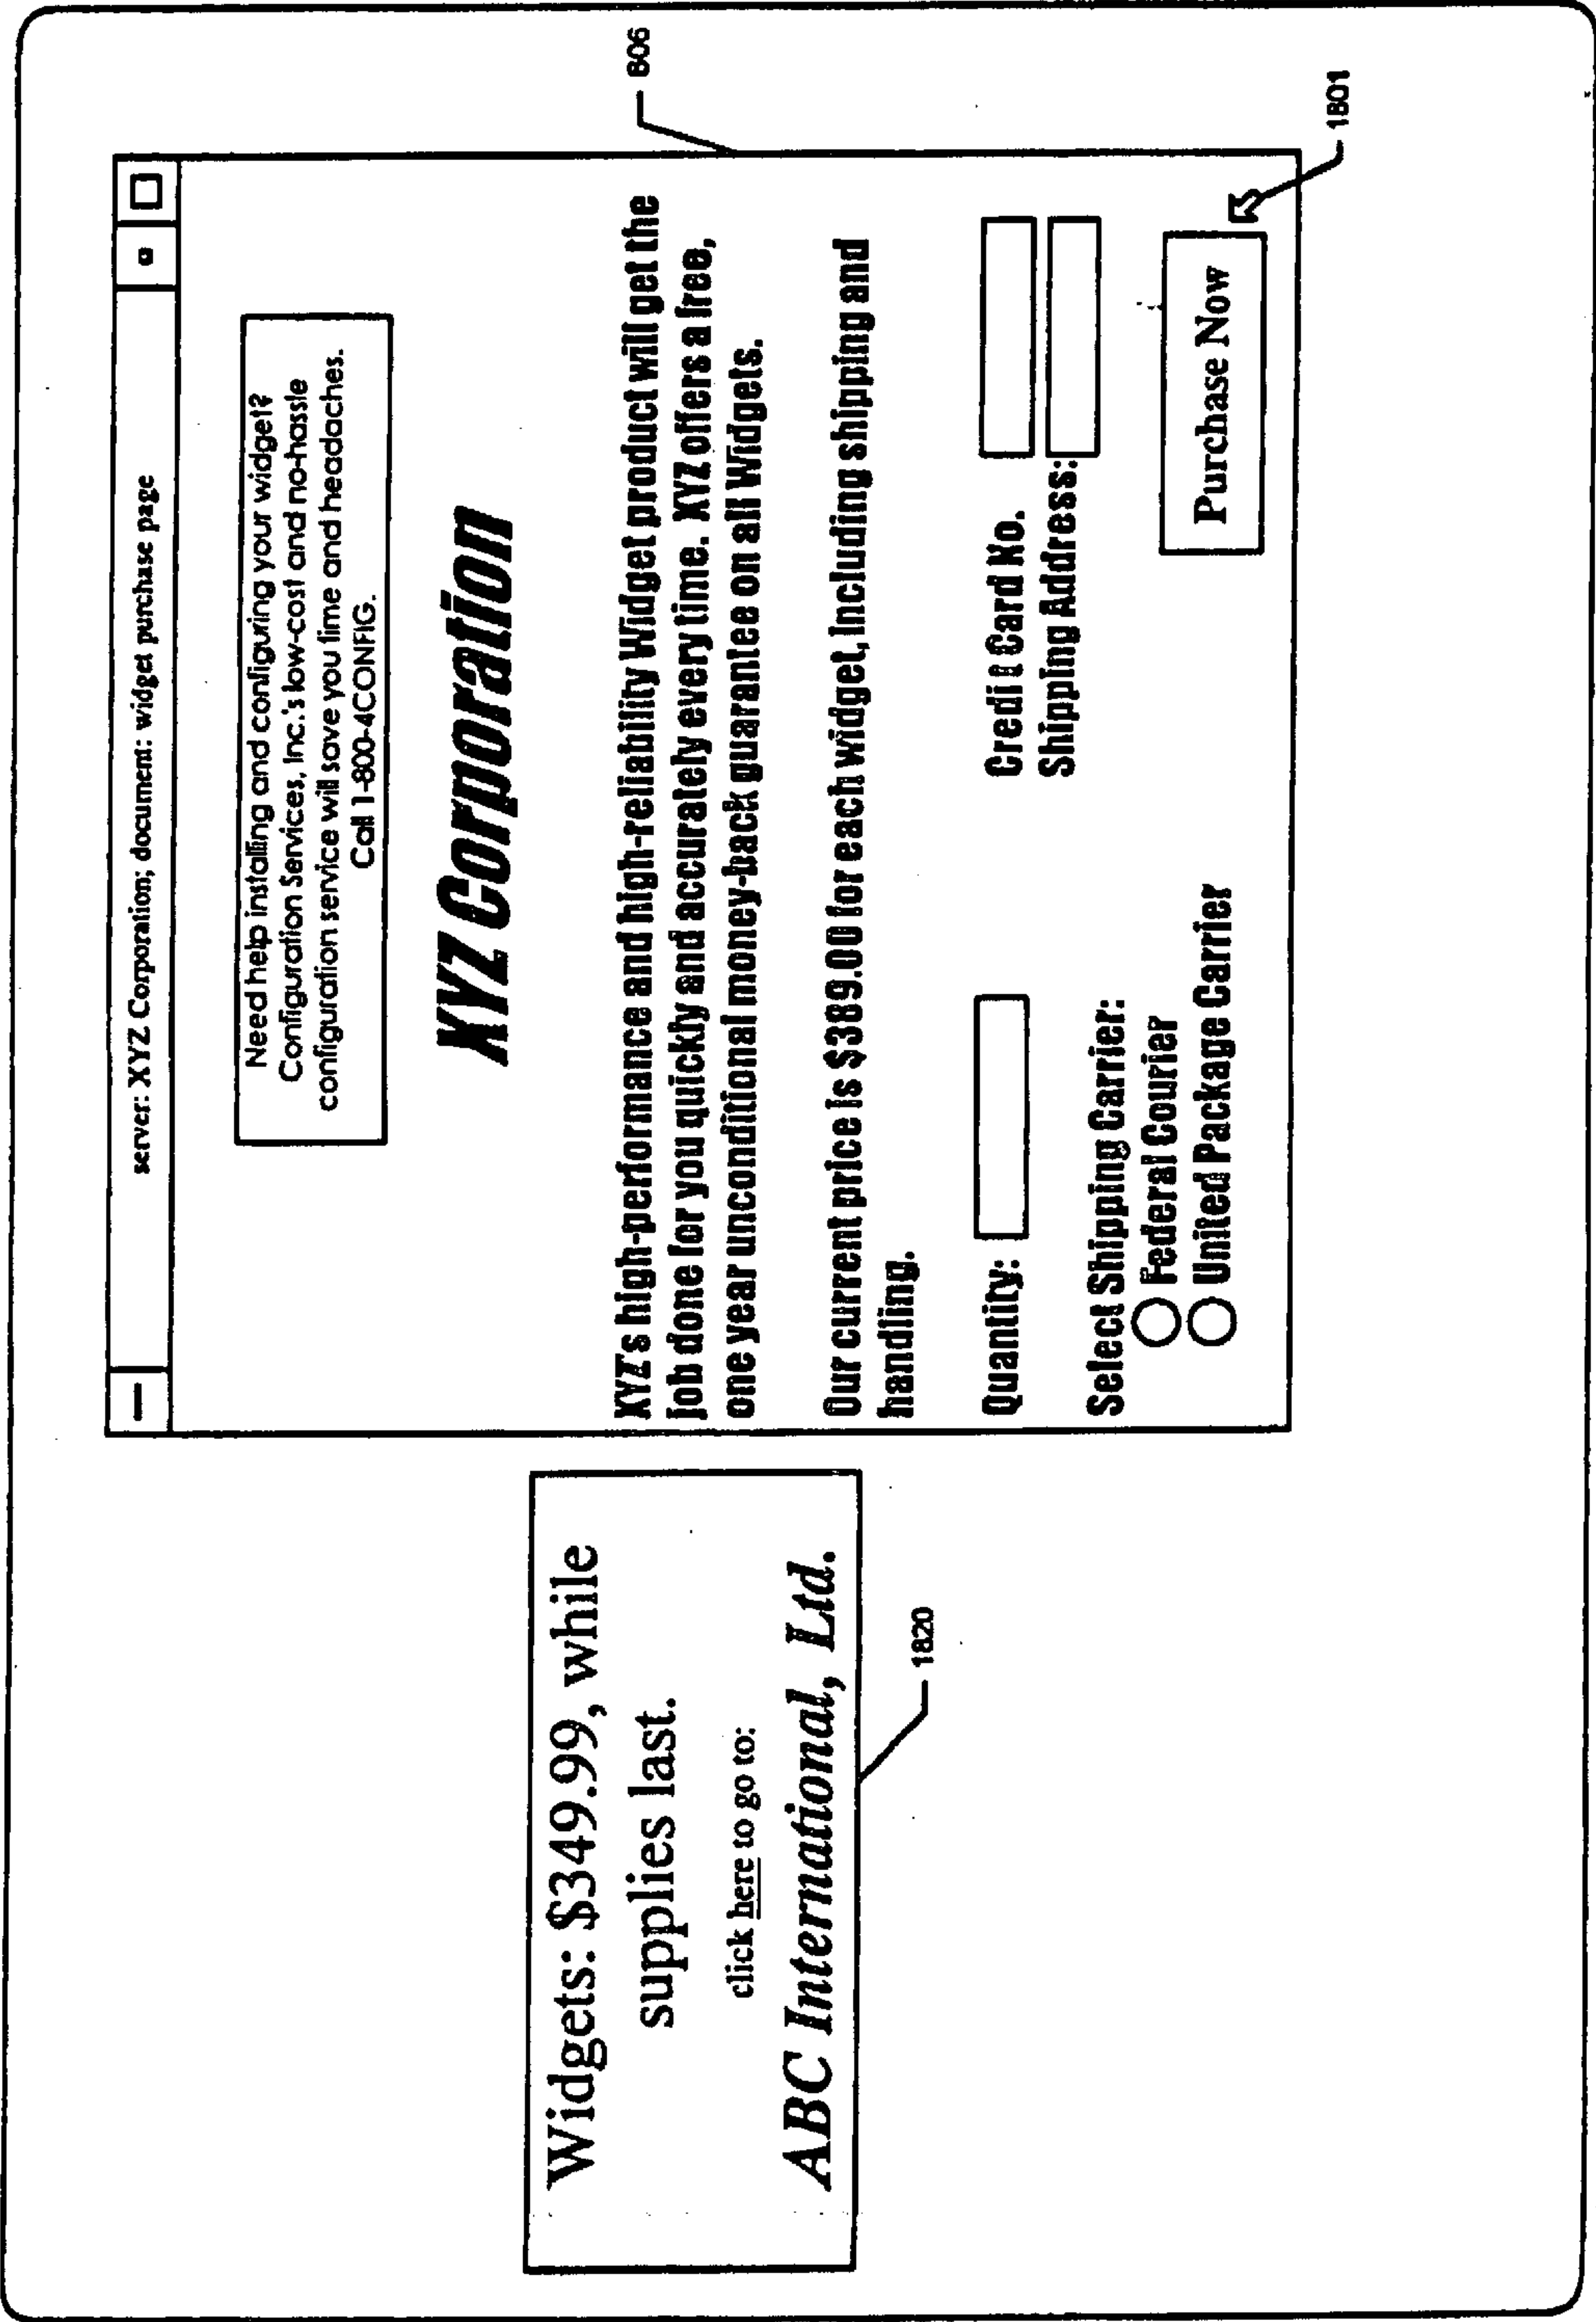 server: XYZ Corporation; document: widget purchase page
Need help installing and configuring your widget?
Configuration Services, Inc.'s low-cost and no-hassle
configuration service will save you time and headaches.
Call 1-800-4CONFIG.
XYZ Corporation
XYZ's high-performance and high-reliability Widget product will get the
job done for you quickly and accurately every time. XYZ offers a free,
one year unconditional money-back guarantee on all Widgets.
Our current price is $389.00 for each widget, including shipping and
handling.
Quantity:
Credit Card No.
Shipping Address:
Select Shipping Carrier:
Federal Courier
United Package Carrier
Purchase Now
606
1801
Widgets: $349.99, while
supplies last.
click here to go to:
ABC International, Ltd.
1820